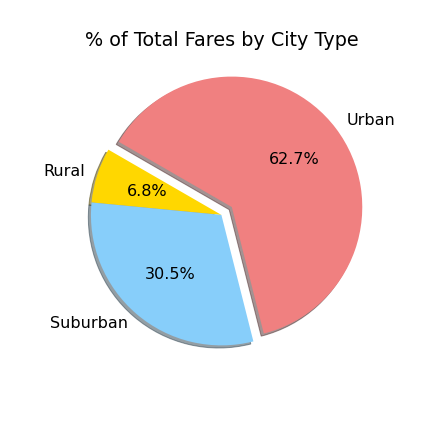 % of Total Fares by City Type
Urban
62.7%
Rural
6.8%
30.5%
Suburban